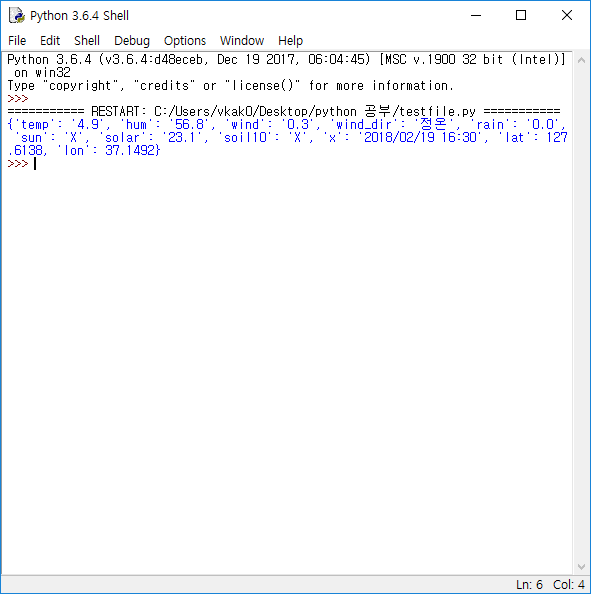 Python 3.6.4 Shell
File Edit Shell Debug Options Window Help
Python 3.6.4 (v3.6.4:d48eceb, Dec 19 2017, 06:04:45) [MSC v.1900 32 bit (Intel)]
 on win32
Type "copyright", "credits" or "license()" for more information.
>>>
=========== RESTART: C:/Users/vkak0/Desktop/python 공부/testfile.py ===========
{'temp': '4.9', 'hum': '56.8', 'wind': '0.3', 'wind_dir': '정온', 'rain': '0.0',
 'sun': 'X', 'solar': '23.1', 'soil10': 'X', 'x': '2018/02/19 16:30', 'lat': 127
.6138, 'lon': 37.1492}
>>>
Ln: 6 Col: 4